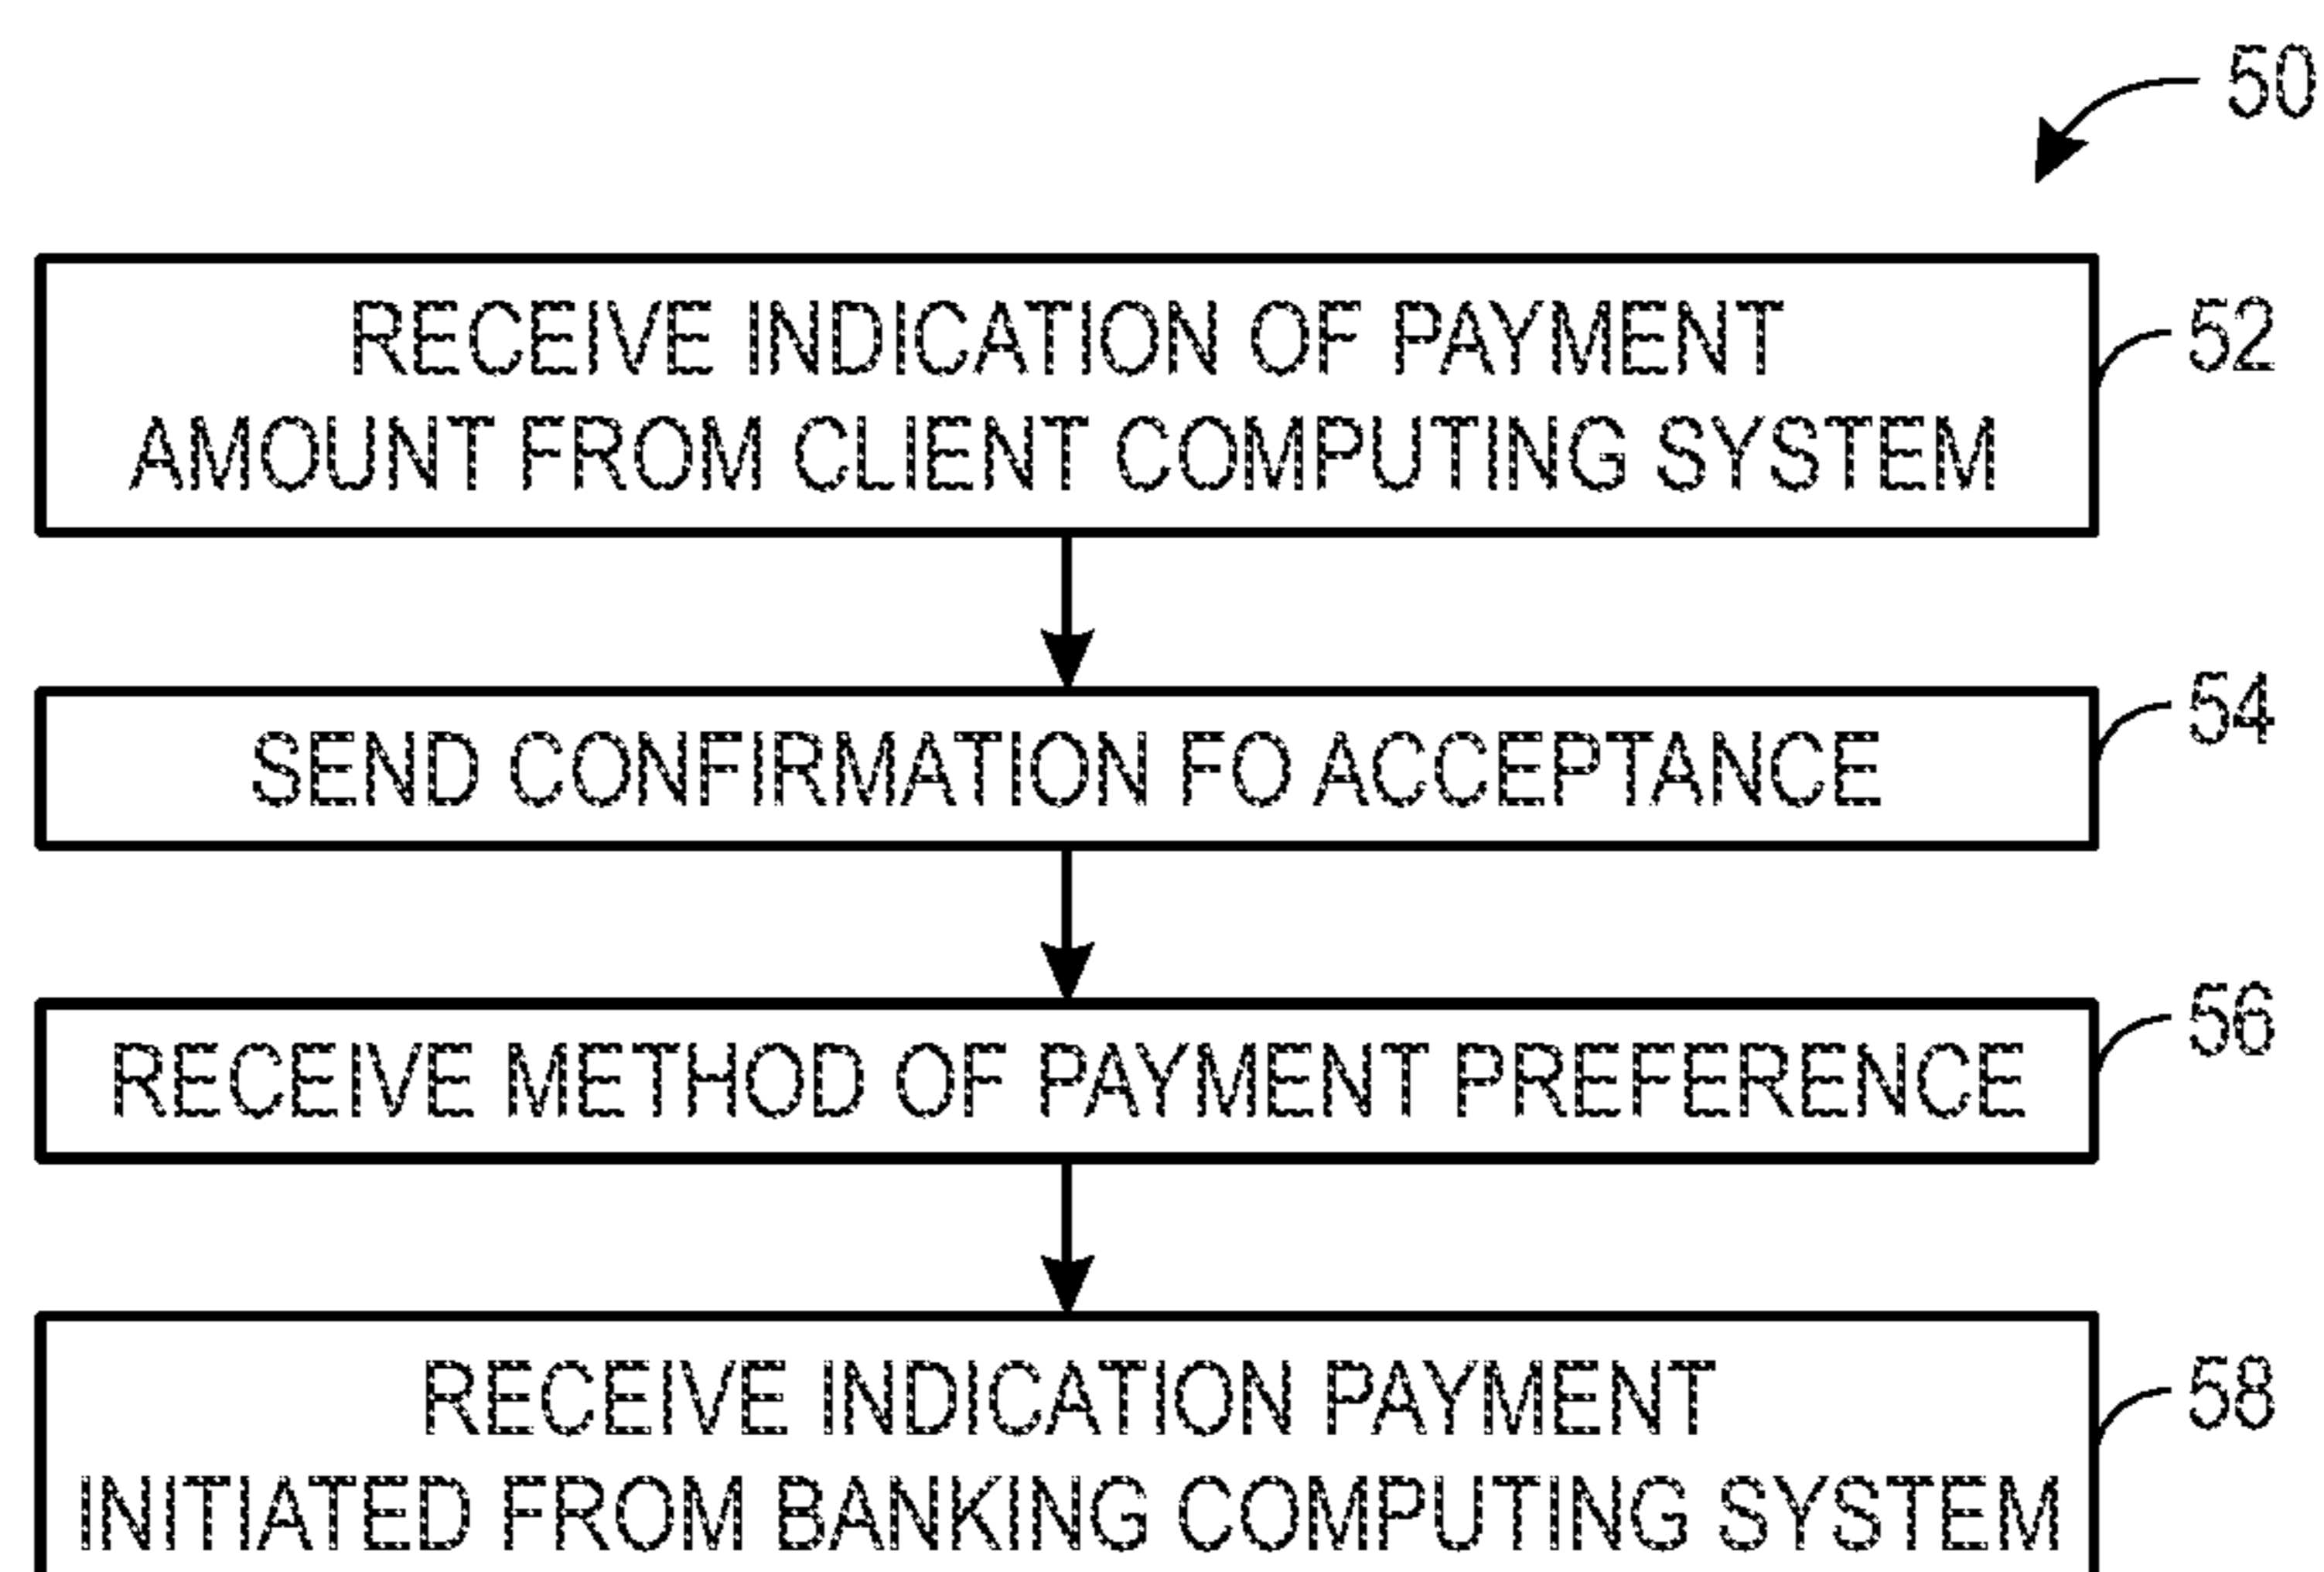 50
RECEIVE INDICATION OF PAYMENT
AMOUNT FROM CLIENT COMPUTING SYSTEM
52
SEND CONFIRMATION FO ACCEPTANCE
54
RECEIVE METHOD OF PAYMENT PREFERENCE
56
RECEIVE INDICATION PAYMENT
INITIATED FROM BANKING COMPUTING SYSTEM
58